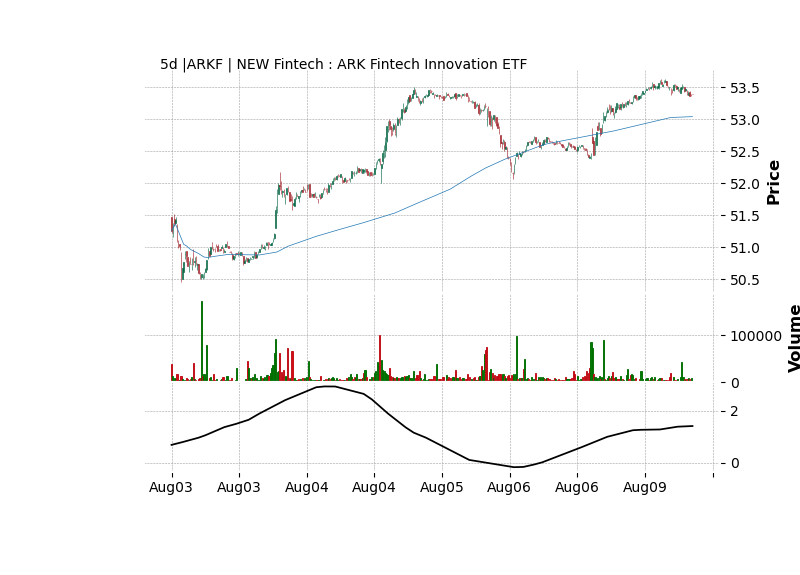 5d |ARKF | NEW Fintech : ARK Fintech Innovation ETF
53.5
53.0
52.5
52.0
51.5
51.0
50.5
Price
100000
0
Volume
2
0
Aug03 Aug03 Aug04 Aug04 Aug05 Aug06 Aug06 Aug09